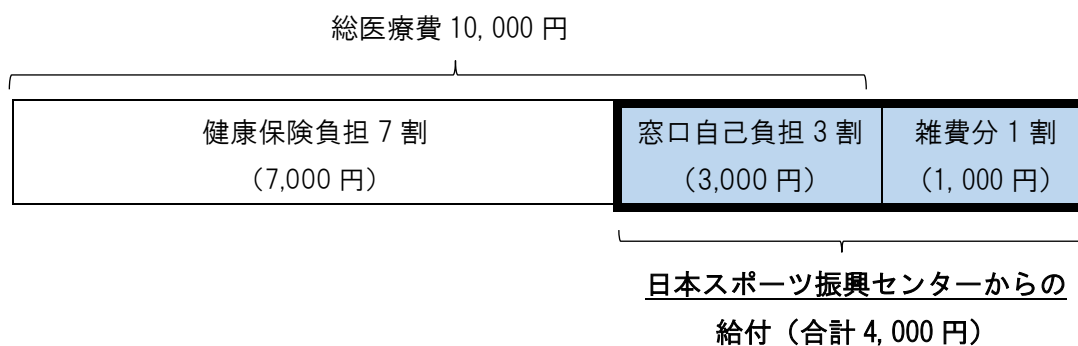 総医療費 10,000 円
健康保険負担 7 割
（7,000 円）
窓口自己負担 3 割
（3,000 円）
雑費分 1 割
（1,000 円）
日本スポーツ振興センターからの
給付（合計 4,000 円）